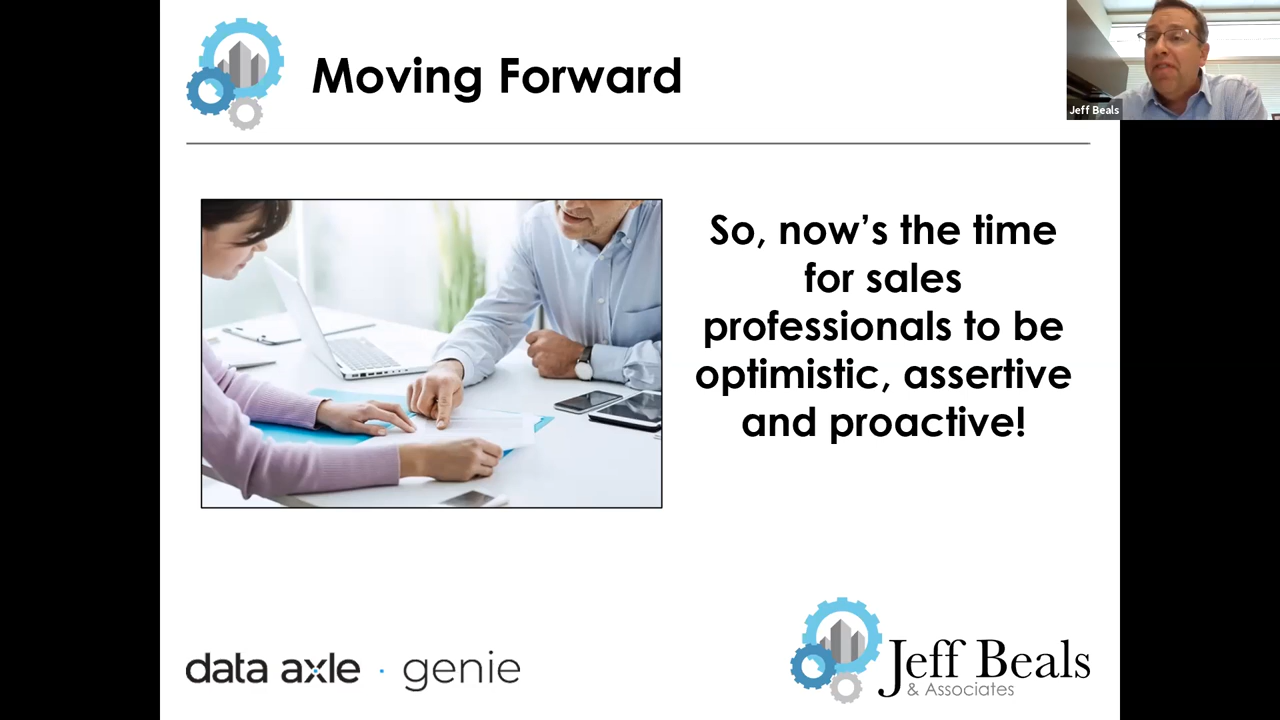 Moving Forward
Jeff Beals
So, now's the time
for sales
professionals to be
optimistic, assertive
and proactive!
data axle · genie
Jeff Beals
& Associates